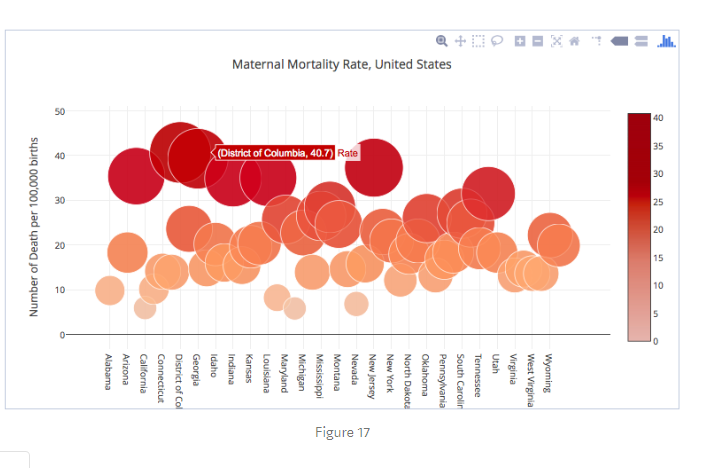 Maternal Mortality Rate, United States
Number of Death per 100,000 births
50
40
30
20
10
0
(District of Columbia, 40.7) Rate
40
35
30
25
20
15
10
5
0
Alabama
Arizona
California
Connecticut
District of Col
Georgia
Idaho
Indiana
Kansas
Louisiana
Maryland
Michigan
Mississippi
Montana
Nevada
New Jersey
New York
North Dakota
Oklahoma
Pennsylvania
South Carolin
Tennessee
Utah
Virginia
West Virginia
Wyoming
Figure 17